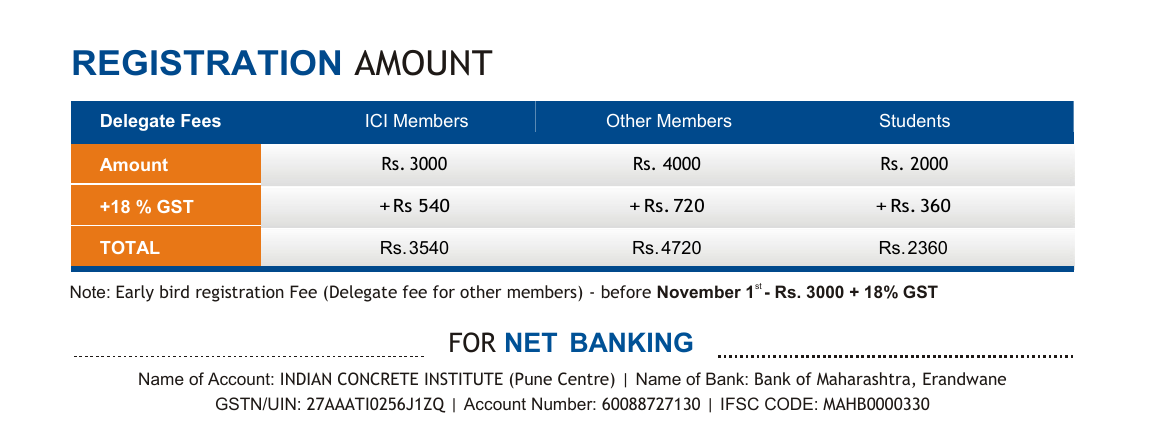 REGISTRATION AMOUNT
Delegate Fees ICI Members Other Members Students
Amount Rs. 3000 Rs. 4000 Rs. 2000
+18 % GST +Rs 540 +Rs. 720 +Rs. 360
TOTAL Rs.3540 Rs.4720 Rs.2360
Note: Early bird registration Fee (Delegate fee for other members) - before November 1st - Rs. 3000 + 18% GST
FOR NET BANKING
Name of Account: INDIAN CONCRETE INSTITUTE (Pune Centre) | Name of Bank: Bank of Maharashtra, Erandwane
GSTN/UIN: 27AAATI0256J1ZQ | Account Number: 60088727130 | IFSC CODE: MAHB0000330